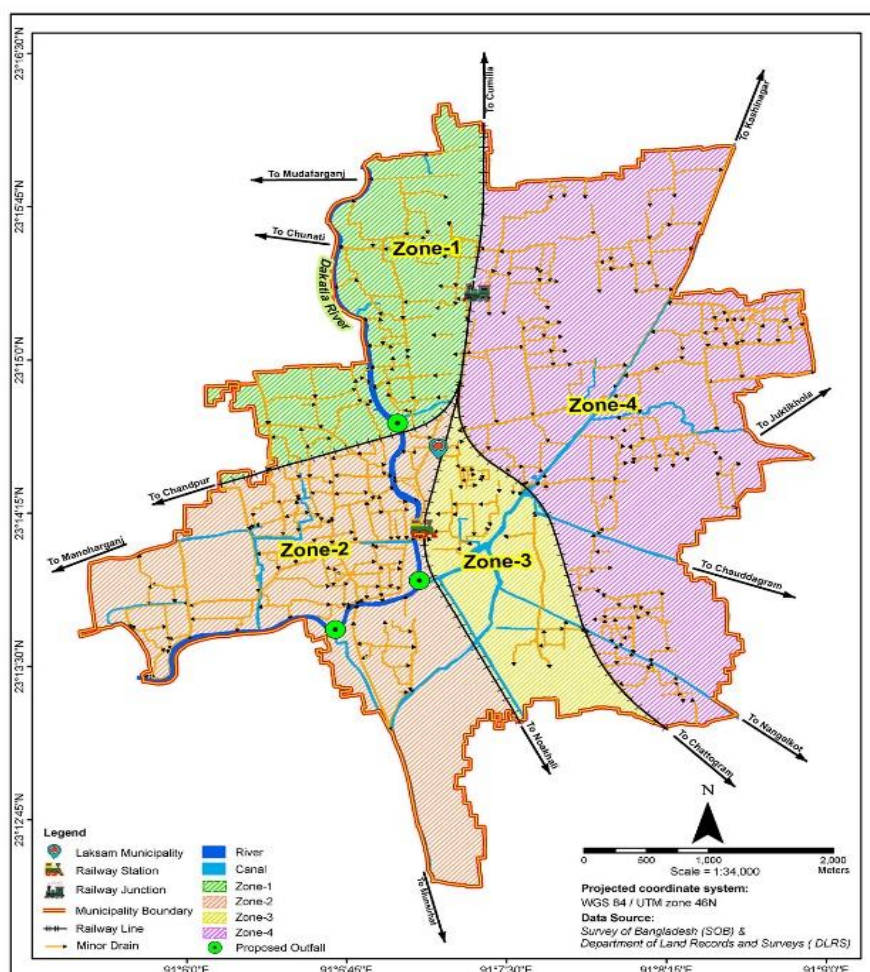 23°16'30"N
To Cumilla
To Kashinagar
To Mudafarganj
23°15'45"N
To Chunati
Zone-1
Dakatia River
23°15'0"N
Zone-4
To Juktikhola
To Chandpur
23°14'15"N
To Manoharganj
Zone-2
Zone-3
To Chauddagram
23°13'30"N
To Noakhali
To Chattogram
To Nangolkot
N
23°12'45"N
Legend
Laksam Municipality
Railway Station
Railway Junction
Municipality Boundary
Railway Line
Minor Drain
River
Canal
Zone-1
Zone-2
Zone-3
Zone-4
Proposed Outfall
0 500 1,000 2,000
Meters
Scale = 1:34,000
Projected coordinate system:
WGS 84 / UTM zone 46N
Data Source:
Survey of Bangladesh (SOB) &
Department of Land Records and Surveys ( DLRS)
91°6'0"E 91°6'45"E 91°7'30"E 91°8'15"E 91°9'0"E